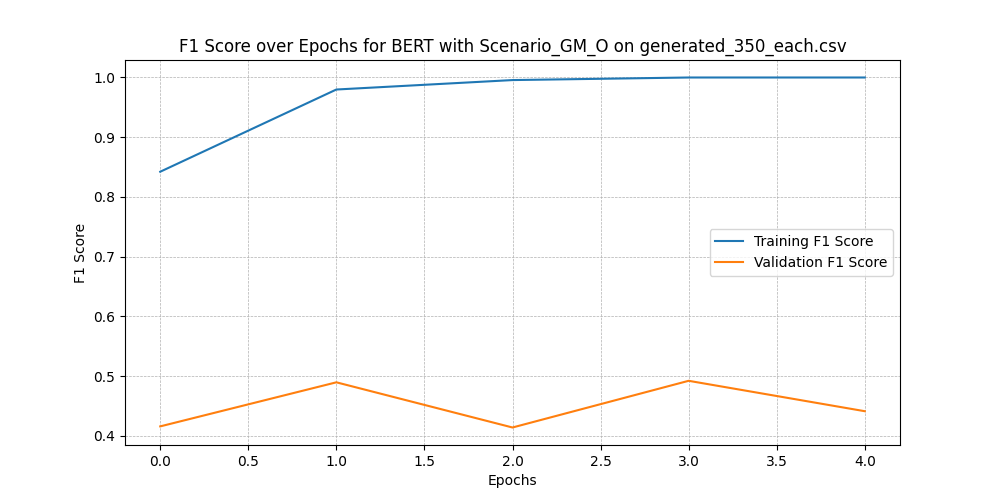 F1 Score over Epochs for BERT with Scenario_GM_O on generated_350_each.csv
1.0
0.9
0.8
0.7
0.6
0.5
0.4
F1 Score
Training F1 Score
Validation F1 Score
0.0 0.5 1.0 1.5 2.0 2.5 3.0 3.5 4.0
Epochs